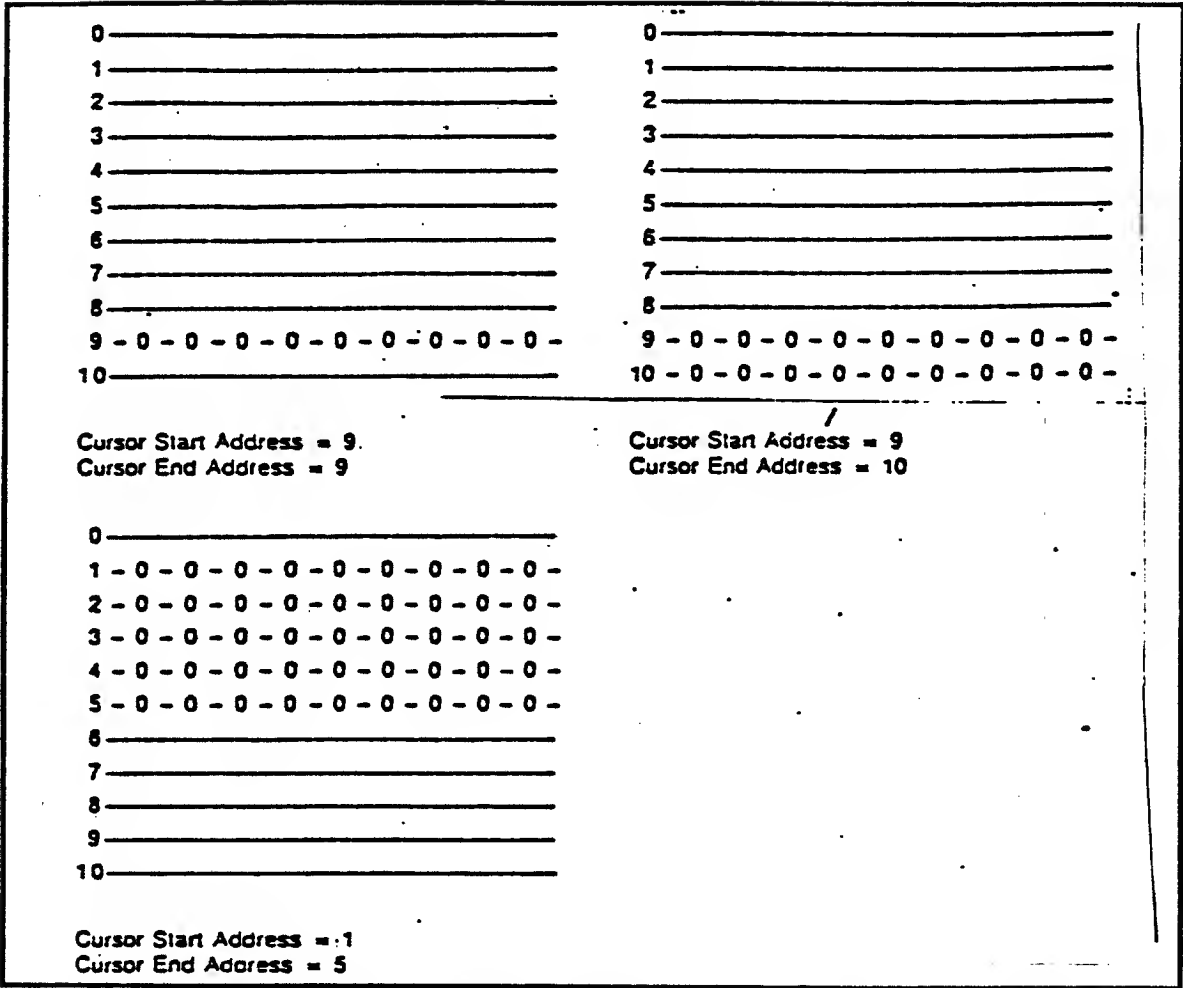 0
1
2
3
4
5
6
7
8
9 - 0 - 0 - 0 - 0 - 0 - 0 - 0 - 0 - 0 -
10
Cursor Start Address = 9
Cursor End Address = 9
0
1
2
3
4
5
6
7
8
9 - 0 - 0 - 0 - 0 - 0 - 0 - 0 - 0 - 0 -
10 - 0 - 0 - 0 - 0 - 0 - 0 - 0 - 0 - 0 -
Cursor Start Address = 9
Cursor End Address = 10
0
1 - 0 - 0 - 0 - 0 - 0 - 0 - 0 - 0 - 0 -
2 - 0 - 0 - 0 - 0 - 0 - 0 - 0 - 0 - 0 -
3 - 0 - 0 - 0 - 0 - 0 - 0 - 0 - 0 - 0 -
4 - 0 - 0 - 0 - 0 - 0 - 0 - 0 - 0 - 0 -
5 - 0 - 0 - 0 - 0 - 0 - 0 - 0 - 0 - 0 -
6
7
8
9
10
Cursor Start Address = 1
Cursor End Address = 5